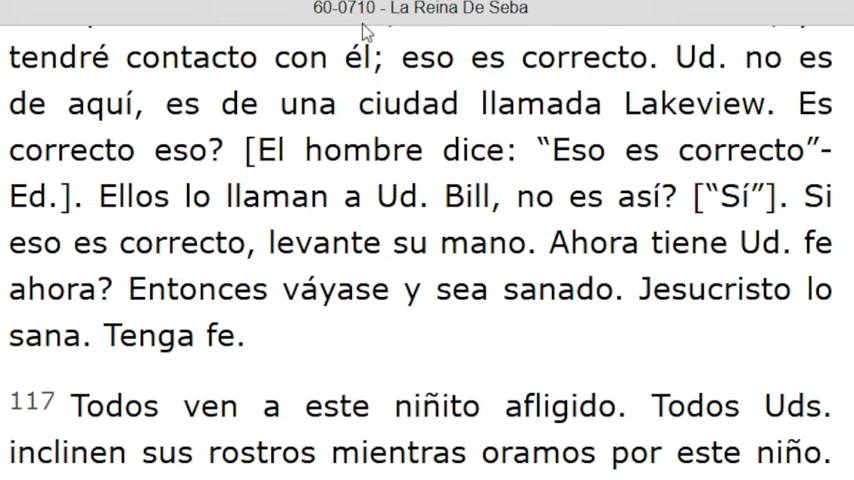 60-0710 - La Reina De Seba
tendré contacto con él; eso es correcto. Ud. no es
de aquí, es de una ciudad llamada Lakeview. Es
correcto eso? [El hombre dice: “Eso es correcto”-
Ed.]. Ellos lo llaman a Ud. Bill, no es así? [“Sí”]. Si
eso es correcto, levante su mano. Ahora tiene Ud. fe
ahora? Entonces váyase y sea sanado. Jesucristo lo
sana. Tenga fe.
117 Todos ven a este niñito afligido. Todos Uds.
inclinen sus rostros mientras oramos por este niño.